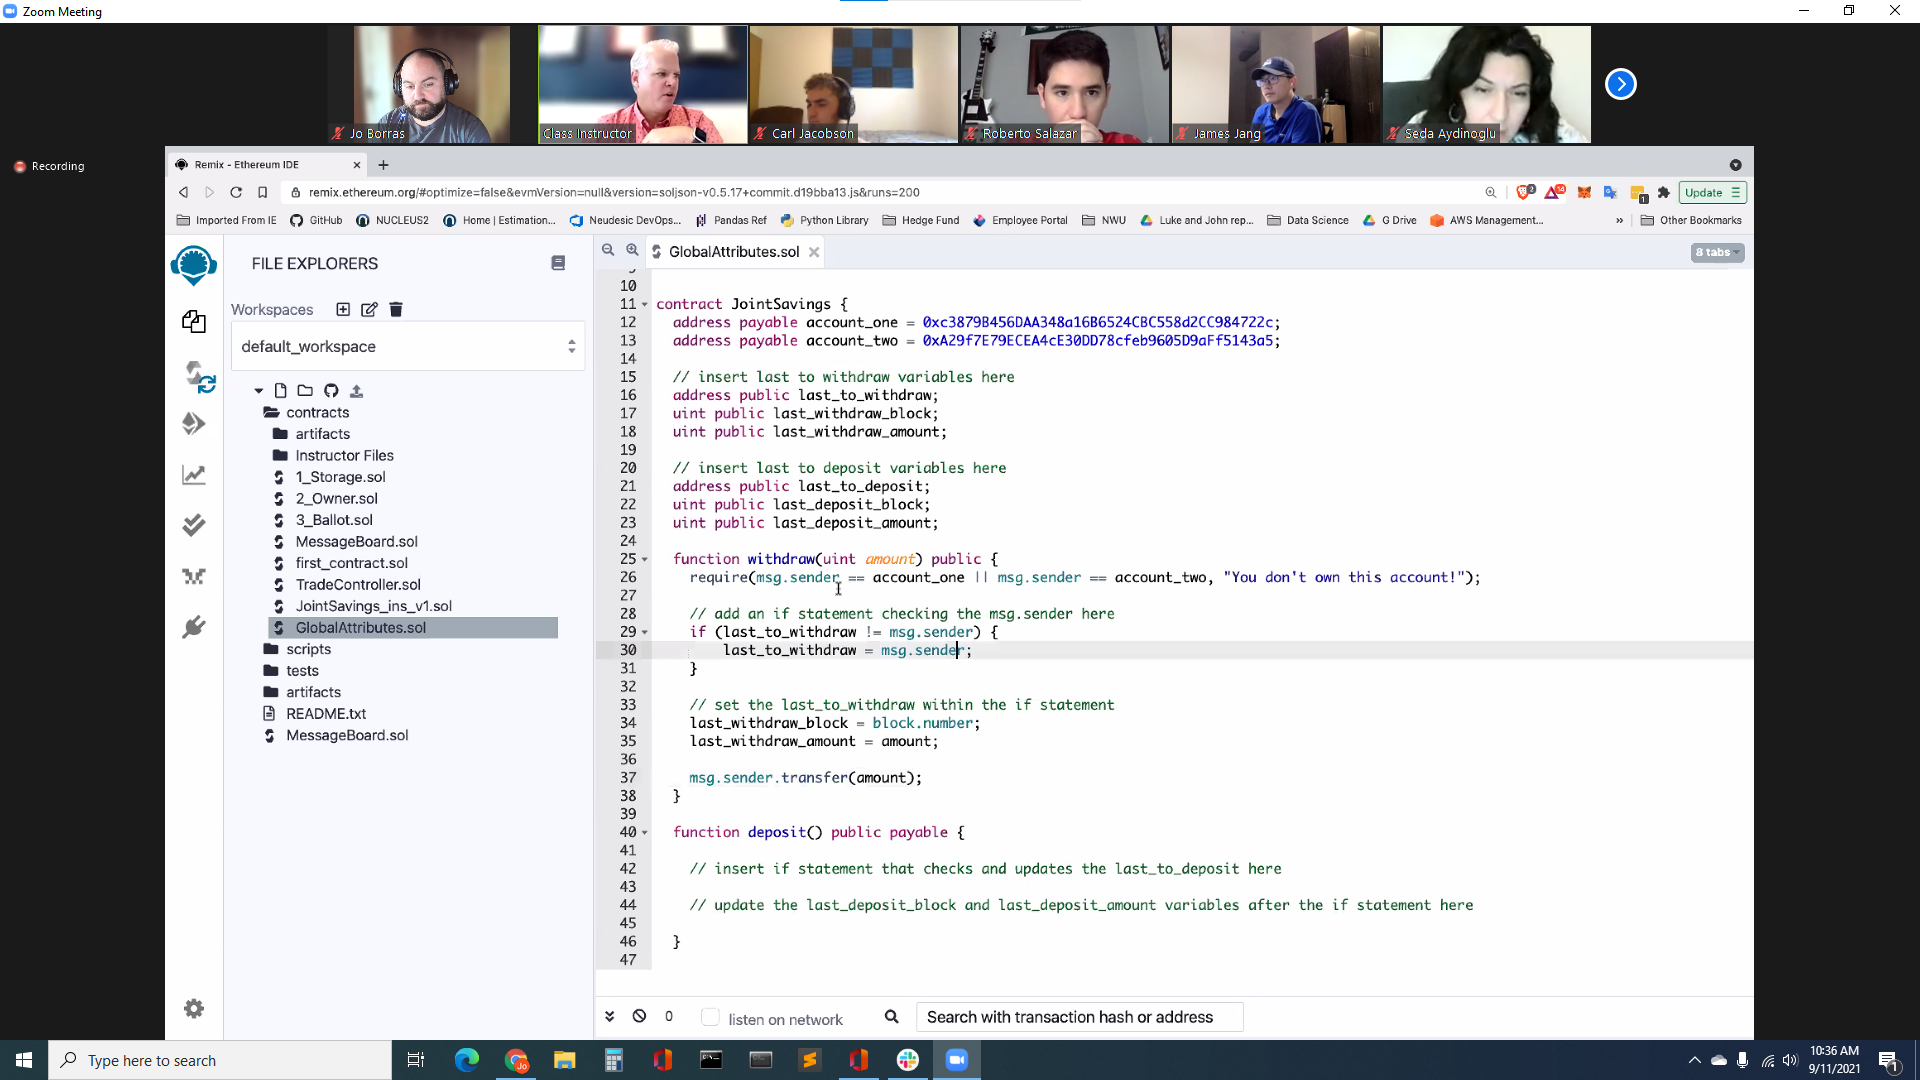 Zoom Meeting
Jo Borras
Class Instructor
Carl Jacobson
Roberto Salazar
James Jang
Seda Aydinoglu
Recording
Remix - Ethereum IDE
remix.ethereum.org/#optimize=false&evmVersion=null&version=soljson-v0.5.17+commit.d19bba13.js&runs=200
2
14
1
Update
Imported From IE
GitHub
NUCLEUS2
Home | Estimation...
Neudesic DevOps...
Pandas Ref
Python Library
Hedge Fund
Employee Portal
NWU
Luke and John rep...
Data Science
G Drive
AWS Management...
»
Other Bookmarks
FILE EXPLORERS
GlobalAttributes.sol
8 tabs
Workspaces
default_workspace
contracts
artifacts
Instructor Files
1_Storage.sol
2_Owner.sol
3_Ballot.sol
MessageBoard.sol
first_contract.sol
TradeController.sol
JointSavings_ins_v1.sol
GlobalAttributes.sol
scripts
tests
artifacts
README.txt
MessageBoard.sol
10
11 contract JointSavings {
12 address payable account_one = 0xc3879B456DAA348a16B6524CBC558d2CC984722c;
13 address payable account_two = 0xA29f7E79ECEA4cE30DD78cfeb9605D9aFf5143a5;
14
15 // insert last to withdraw variables here
16 address public last_to_withdraw;
17 uint public last_withdraw_block;
18 uint public last_withdraw_amount;
19
20 // insert last to deposit variables here
21 address public last_to_deposit;
22 uint public last_deposit_block;
23 uint public last_deposit_amount;
24
25 function withdraw(uint amount) public {
26 require(msg.sender == account_one || msg.sender == account_two, "You don't own this account!");
27
28 // add an if statement checking the msg.sender here
29 if (last_to_withdraw != msg.sender) {
30 last_to_withdraw = msg.sender;
31 }
32
33 // set the last_to_withdraw within the if statement
34 last_withdraw_block = block.number;
35 last_withdraw_amount = amount;
36
37 msg.sender.transfer(amount);
38 }
39
40 function deposit() public payable {
41
42 // insert if statement that checks and updates the last_to_deposit here
43
44 // update the last_deposit_block and last_deposit_amount variables after the if statement here
45
46 }
47
0
listen on network
Search with transaction hash or address
Type here to search
10:36 AM
9/11/2021
1